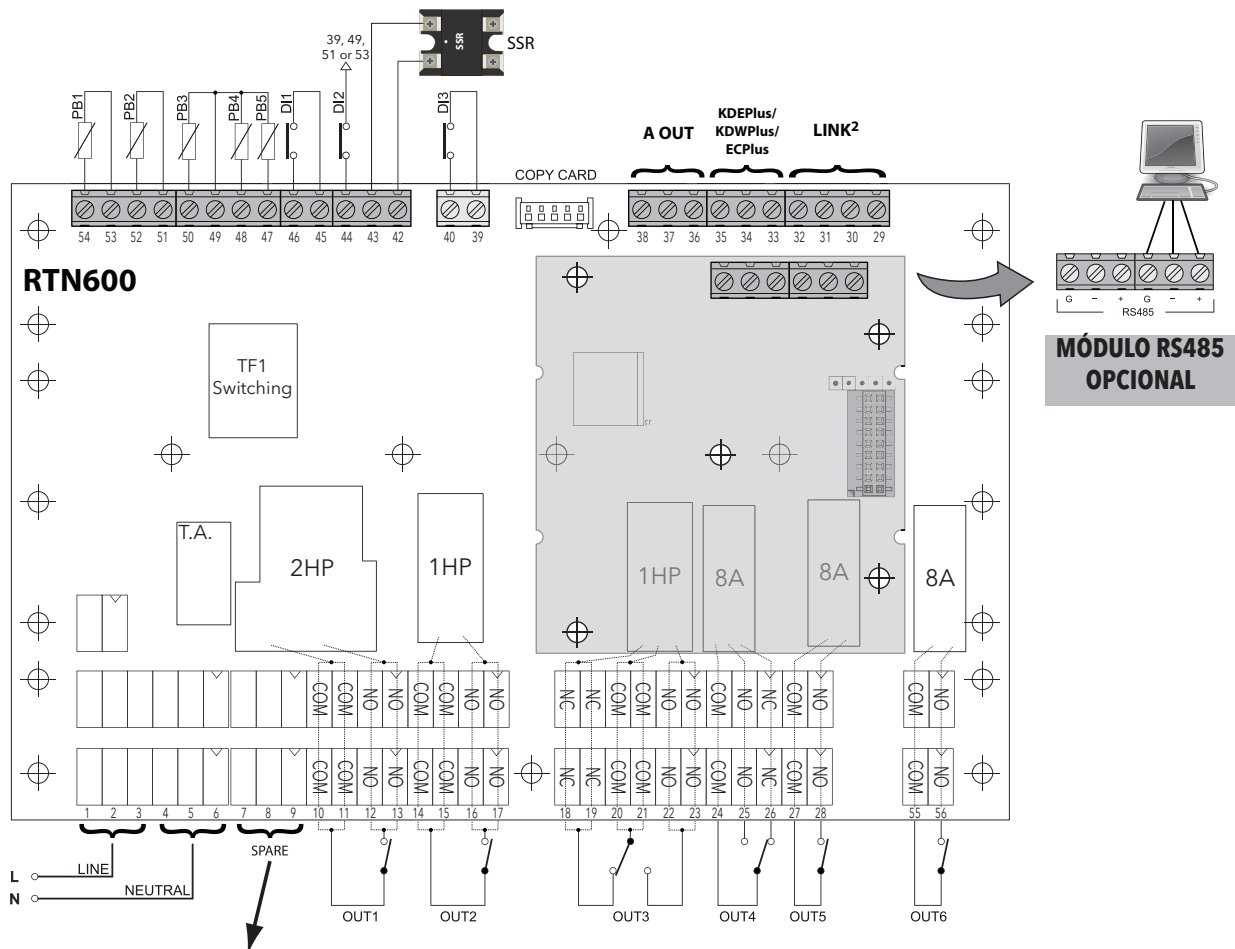 39, 49,
51 or 53
SSR
SSR
PB1
PB2
PB3
PB4
PB5
DI1
DI2
DI3
COPY CARD
A OUT
KDEPlus/
KDWPlus/
ECPlus
LINK²
54 53 52 51 50 49 48 47 46 45 44 43 42 40 39
38 37 36 35 34 33 32 31 30 29
RTN600
G - + G - +
RS485
MÓDULO RS485
OPCIONAL
TF1
Switching
T.A.
2HP
1HP
1HP
8A
8A
8A
COM COM NO NO COM COM NO NO NC NC COM COM NO NO COM NO NC COM NO COM NO
COM COM NO NO COM COM NO NO NC NC COM COM NO NO COM NO NC COM NO COM NO
1 2 3 4 5 6 7 8 9 10 11 12 13 14 15 16 17 18 19 20 21 22 23 24 25 26 27 28 55 56
L
LINE
N
NEUTRAL
SPARE
OUT1
OUT2
OUT3
OUT4
OUT5
OUT6